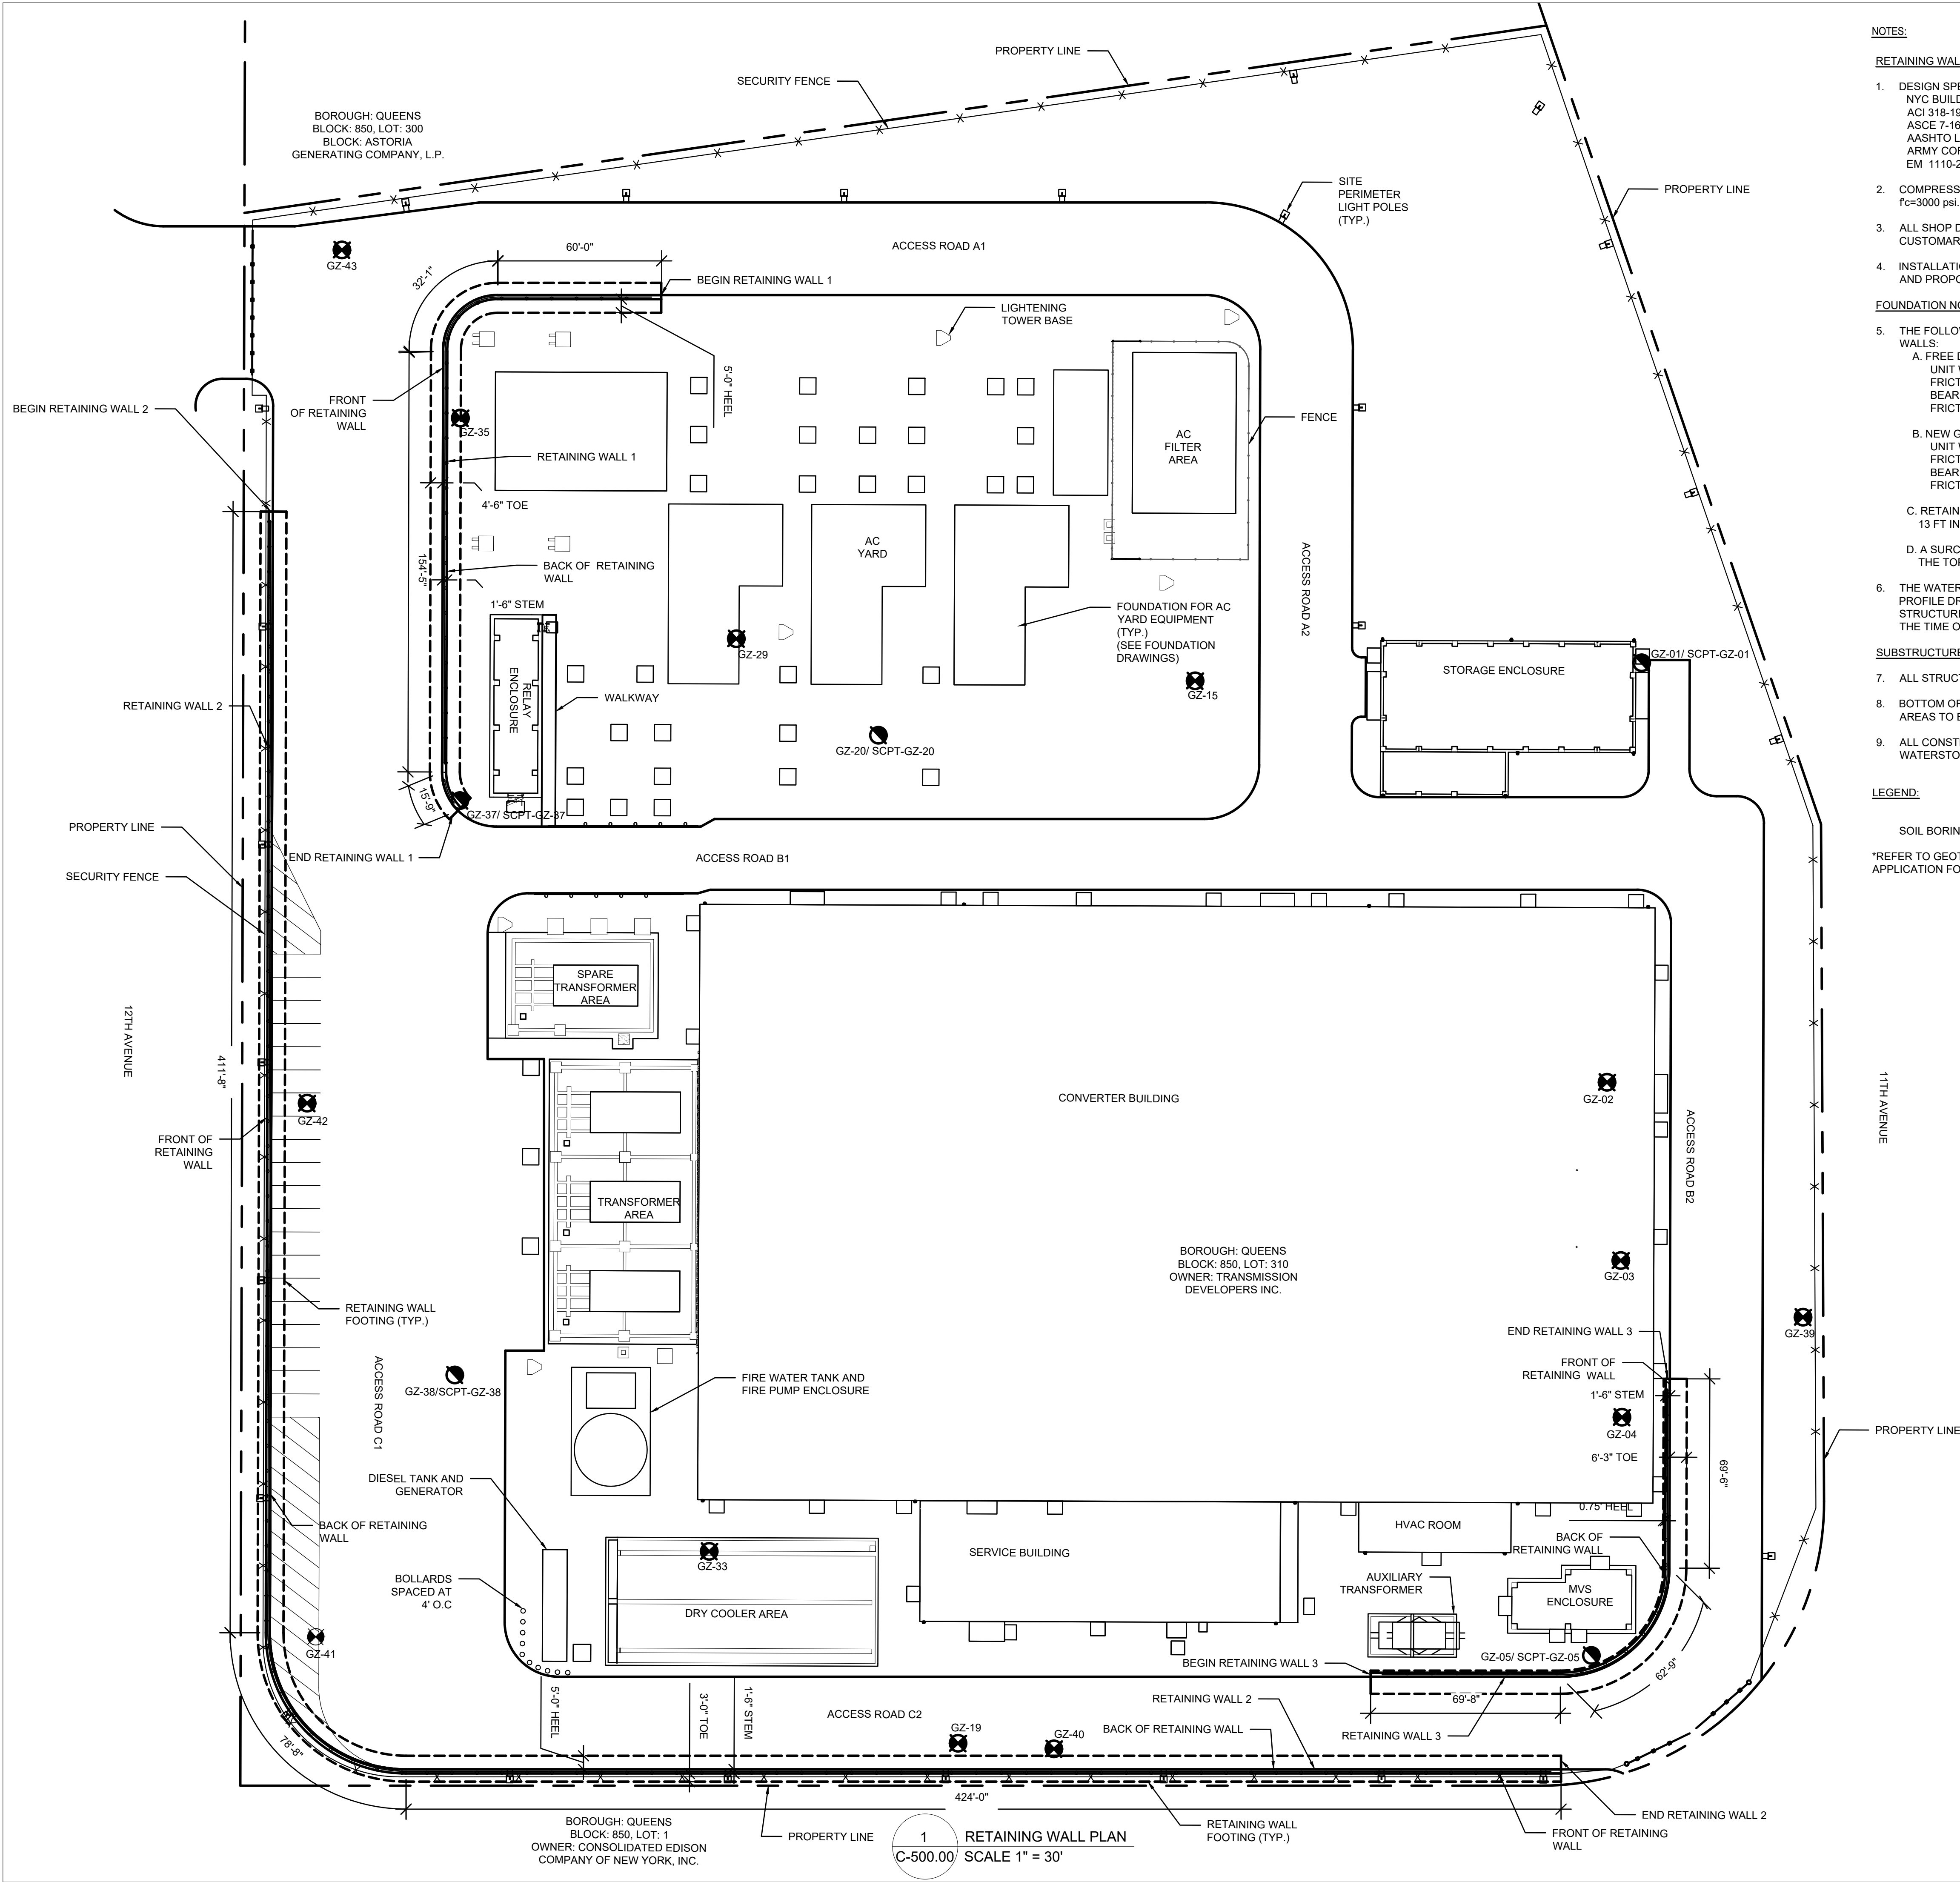 PROPERTY LINE
SECURITY FENCE
BOROUGH: QUEENS
BLOCK: 850, LOT: 300
BLOCK: ASTORIA
GENERATING COMPANY, L.P.
SITE
PERIMETER
LIGHT POLES
(TYP.)
PROPERTY LINE
GZ-43
60'-0"
ACCESS ROAD A1
32'-1"
BEGIN RETAINING WALL 1
LIGHTENING
TOWER BASE
5'-0" HEEL
FRONT
OF RETAINING
WALL
BEGIN RETAINING WALL 2
GZ-35
FENCE
AC
FILTER
AREA
RETAINING WALL 1
4'-6" TOE
154'-5"
AC
YARD
BACK OF RETAINING
WALL
ACCESS ROAD A2
1'-6" STEM
FOUNDATION FOR AC
YARD EQUIPMENT
(TYP.)
(SEE FOUNDATION
DRAWINGS)
GZ-29
GZ-01/ SCPT-GZ-01
STORAGE ENCLOSURE
RELAY
ENCLOSURE
WALKWAY
GZ-15
RETAINING WALL 2
GZ-20/ SCPT-GZ-20
15'-9"
GZ-37/ SCPT-GZ-37
PROPERTY LINE
END RETAINING WALL 1
ACCESS ROAD B1
SECURITY FENCE
SPARE
TRANSFORMER
AREA
12TH AVENUE
411'-8"
CONVERTER BUILDING
GZ-02
11TH AVENUE
GZ-42
ACCESS ROAD B2
FRONT OF
RETAINING
WALL
TRANSFORMER
AREA
BOROUGH: QUEENS
BLOCK: 850, LOT: 310
OWNER: TRANSMISSION
DEVELOPERS INC.
GZ-03
RETAINING WALL
FOOTING (TYP.)
GZ-39
END RETAINING WALL 3
FRONT OF
RETAINING WALL
ACCESS ROAD C1
GZ-38/SCPT-GZ-38
FIRE WATER TANK AND
FIRE PUMP ENCLOSURE
1'-6" STEM
GZ-04
PROPERTY LINE
6'-3" TOE
69'-6"
DIESEL TANK AND
GENERATOR
0.75' HEEL
BACK OF RETAINING
WALL
HVAC ROOM
BACK OF
RETAINING WALL
SERVICE BUILDING
GZ-33
BOLLARDS
SPACED AT
4' O.C
AUXILIARY
TRANSFORMER
MVS
ENCLOSURE
DRY COOLER AREA
GZ-41
GZ-05/ SCPT-GZ-05
BEGIN RETAINING WALL 3
62'-9"
5'-0" HEEL
3'-0" TOE
1'-6" STEM
69'-8"
RETAINING WALL 2
ACCESS ROAD C2
GZ-19
GZ-40
BACK OF RETAINING WALL
RETAINING WALL 3
78'-8"
424'-0"
END RETAINING WALL 2
BOROUGH: QUEENS
BLOCK: 850, LOT: 1
OWNER: CONSOLIDATED EDISON
COMPANY OF NEW YORK, INC.
PROPERTY LINE
RETAINING WALL
FOOTING (TYP.)
FRONT OF RETAINING
WALL
1
C-500.00
RETAINING WALL PLAN
SCALE 1" = 30'
NOTES:
RETAINING WAL
1. DESIGN SPE
NYC BUILD
ACI 318-19
ASCE 7-16
AASHTO L
ARMY COR
EM 1110-2
2. COMPRESS
f'c=3000 psi.
3. ALL SHOP D
CUSTOMAR
4. INSTALLATI
AND PROPO
FOUNDATION NO
5. THE FOLLO
WALLS:
A. FREE D
UNIT
FRICT
BEAR
FRICT
B. NEW G
UNIT
FRICT
BEAR
FRICT
C. RETAIN
13 FT IN
D. A SURC
THE TOP
6. THE WATER
PROFILE DR
STRUCTURE
THE TIME O
SUBSTRUCTURE
7. ALL STRUCT
8. BOTTOM OF
AREAS TO B
9. ALL CONST
WATERSTO
LEGEND:
SOIL BORIN
*REFER TO GEOT
APPLICATION FO